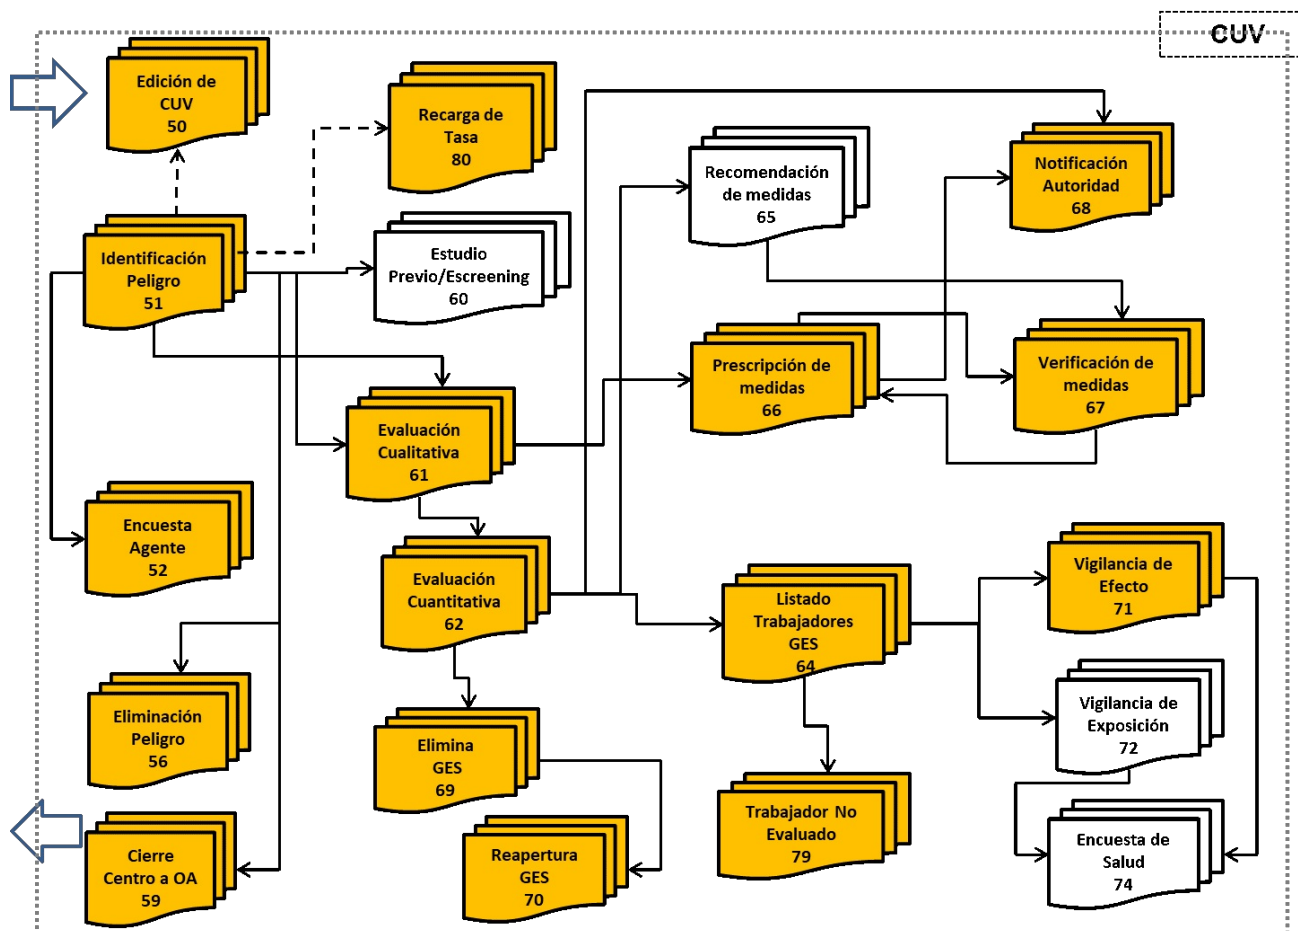 CUV
Edición de
CUV
50
Recarga de
Tasa
80
Recomendación
de medidas
65
Notificación
Autoridad
68
Identificación
Peligro
51
Estudio
Previo/Escreening
60
Prescripción de
medidas
66
Verificación de
medidas
67
Evaluación
Cualitativa
61
Encuesta
Agente
52
Evaluación
Cuantitativa
62
Listado
Trabajadores
GES
64
Vigilancia de
Efecto
71
Eliminación
Peligro
56
Elimina
GES
69
Vigilancia de
Exposición
72
Trabajador No
Evaluado
79
Cierre
Centro a OA
59
Reapertura
GES
70
Encuesta de
Salud
74